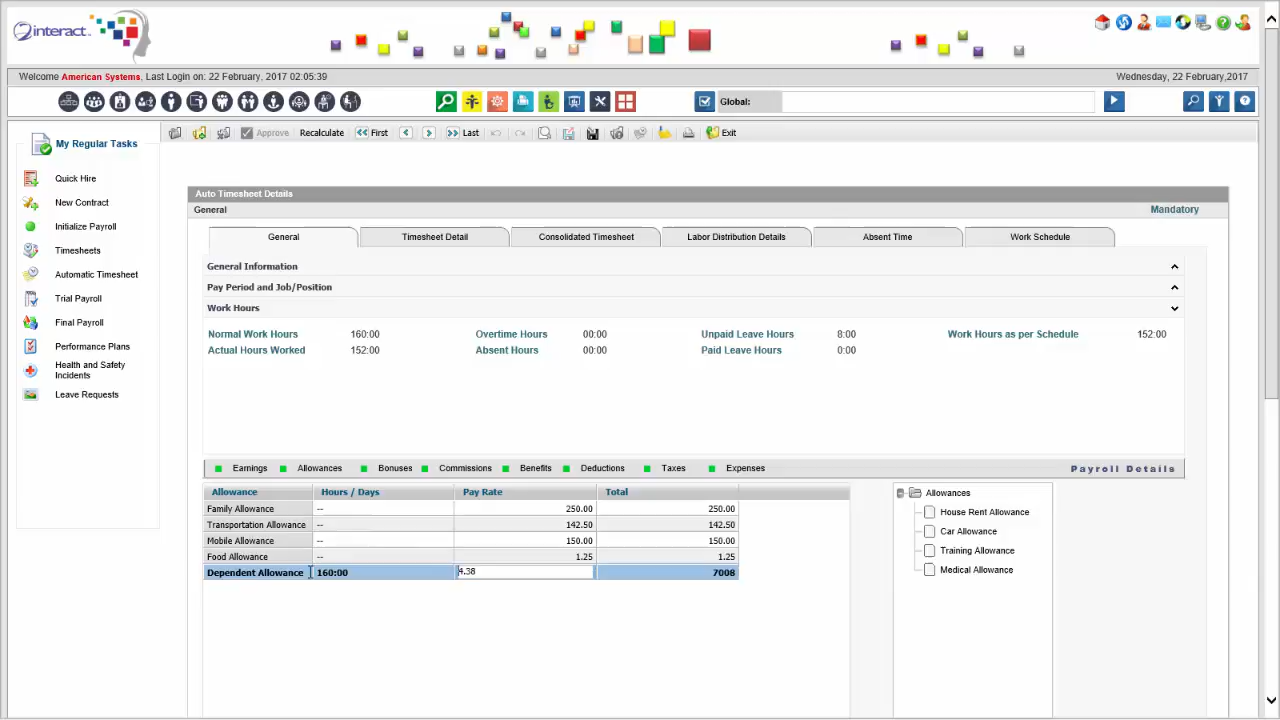 interact
Welcome American Systems, Last Login on: 22 February, 2017 02:05:39
Wednesday, 22 February,2017
Global:
Approve Recalculate First Last Exit
My Regular Tasks
Quick Hire
New Contract
Initialize Payroll
Timesheets
Automatic Timesheet
Trial Payroll
Final Payroll
Performance Plans
Health and Safety
Incidents
Leave Requests
Auto Timesheet Details
General Mandatory
General Timesheet Detail Consolidated Timesheet Labor Distribution Details Absent Time Work Schedule
General Information
Pay Period and Job/Position
Work Hours
Normal Work Hours 160:00 Overtime Hours 00:00 Unpaid Leave Hours 8:00 Work Hours as per Schedule 152:00
Actual Hours Worked 152:00 Absent Hours 00:00 Paid Leave Hours 0:00
Earnings Allowances Bonuses Commissions Benefits Deductions Taxes Expenses Payroll Details
Allowance Hours / Days Pay Rate Total
Family Allowance -- 250.00 250.00
Transportation Allowance -- 142.50 142.50
Mobile Allowance -- 150.00 150.00
Food Allowance -- 1.25 1.25
Dependent Allowance 160:00 4.38 7008
Allowances
House Rent Allowance
Car Allowance
Training Allowance
Medical Allowance